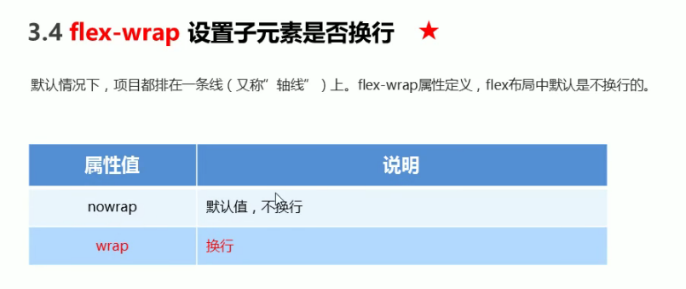 3.4 flex-wrap 设置子元素是否换行 ★
默认情况下，项目都排在一条线（又称”轴线”）上。flex-wrap属性定义，flex布局中默认是不换行的。
属性值 说明
nowrap 默认值，不换行
wrap 换行